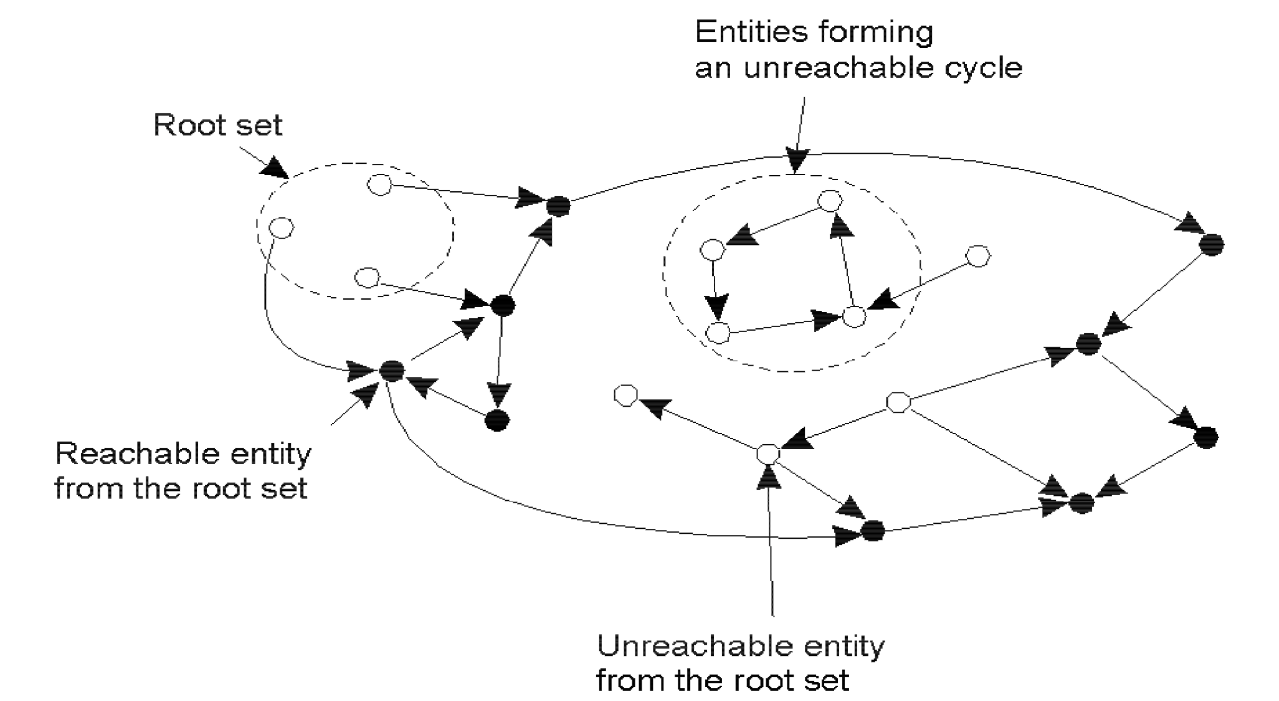 Entities forming
an unreachable cycle
Root set
Reachable entity
from the root set
Unreachable entity
from the root set